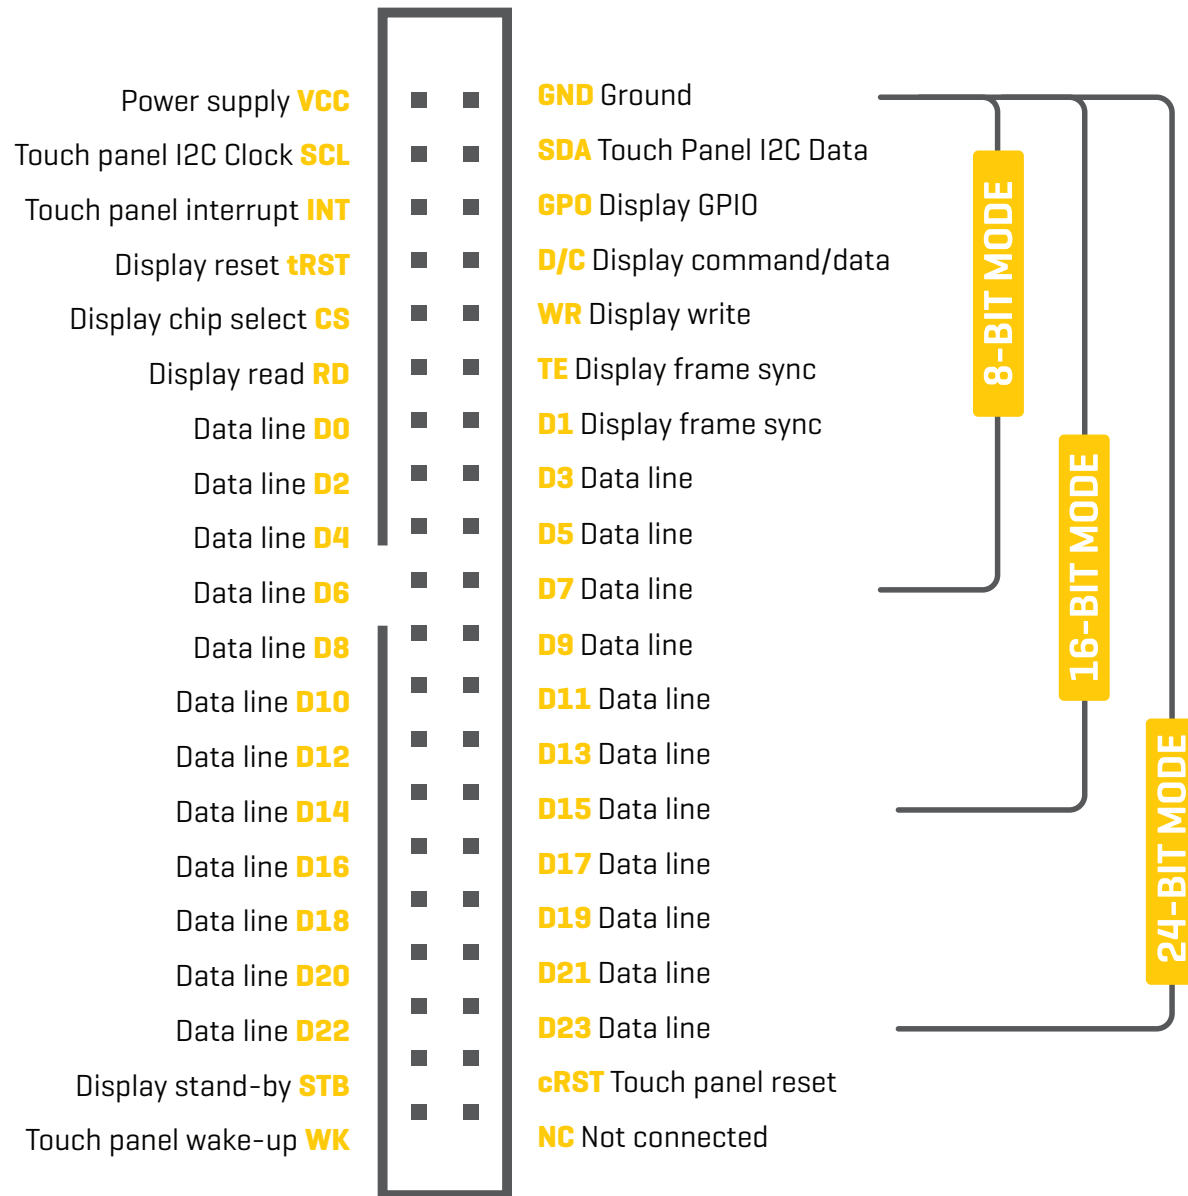 Power supply VCC
GND Ground
Touch panel I2C Clock SCL
SDA Touch Panel I2C Data
Touch panel interrupt INT
GPO Display GPIO
Display reset tRST
D/C Display command/data
Display chip select CS
WR Display write
Display read RD
TE Display frame sync
Data line D0
D1 Display frame sync
Data line D2
D3 Data line
Data line D4
D5 Data line
Data line D6
D7 Data line
Data line D8
D9 Data line
Data line D10
D11 Data line
Data line D12
D13 Data line
Data line D14
D15 Data line
Data line D16
D17 Data line
Data line D18
D19 Data line
Data line D20
D21 Data line
Data line D22
D23 Data line
Display stand-by STB
cRST Touch panel reset
Touch panel wake-up WK
NC Not connected
8-BIT MODE
16-BIT MODE
24-BIT MODE